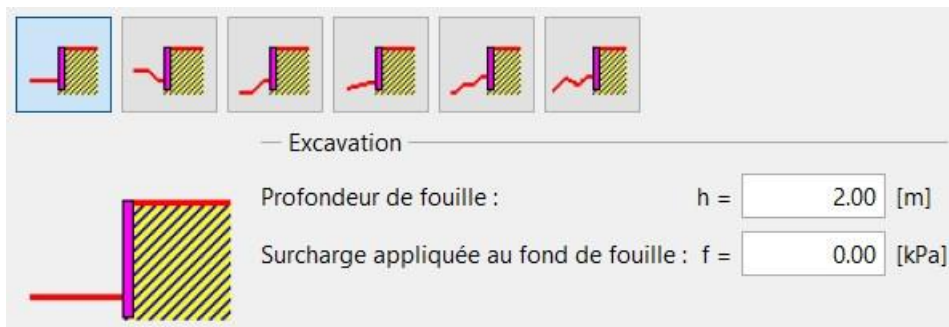 Excavation
Profondeur de fouille : h = 2.00 [m]
Surcharge appliquée au fond de fouille : f = 0.00 [kPa]